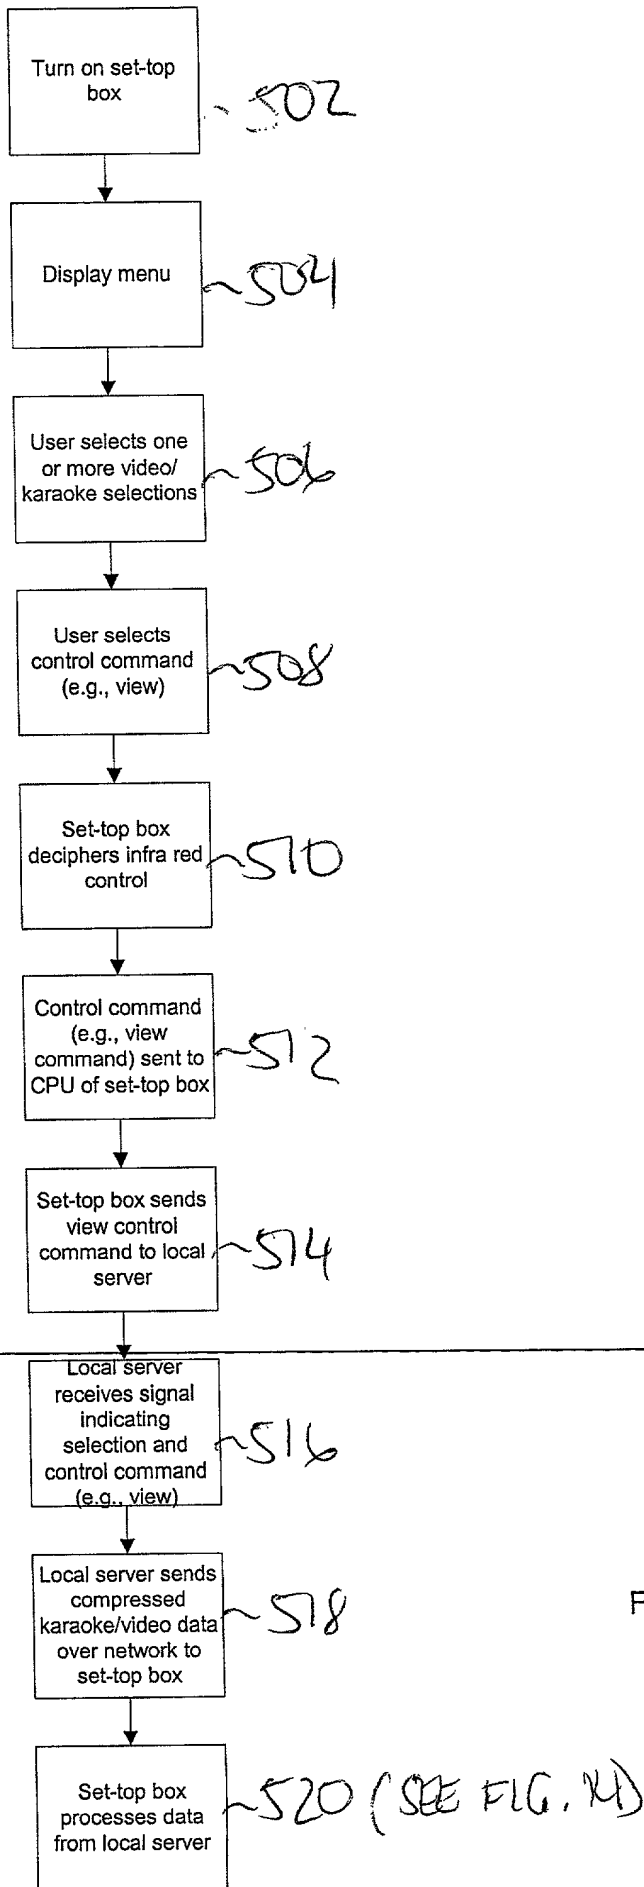 Turn on set-top
box
502
Display menu
504
User selects one
or more video/
karaoke selections
506
User selects
control command
(e.g., view)
508
Set-top box
deciphers infra red
control
510
Control command
(e.g., view
command) sent to
CPU of set-top box
512
Set-top box sends
view control
command to local
server
514
Local server
receives signal
indicating
selection and
control command
(e.g., view)
516
Local server sends
compressed
karaoke/video data
over network to
set-top box
518
F
Set-top box
processes data
from local server
520 (SEE FIG.